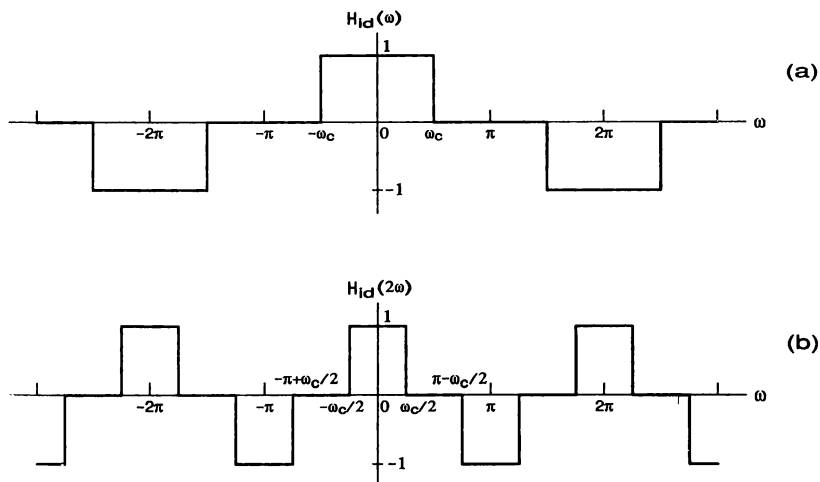 H_id(ω)
1
(a)
-2π -π -ω_c 0 ω_c π 2π ω
-1
H_id(2ω)
1
(b)
-π+ω_c/2 π-ω_c/2
-2π -π -ω_c/2 0 ω_c/2 π 2π ω
-1